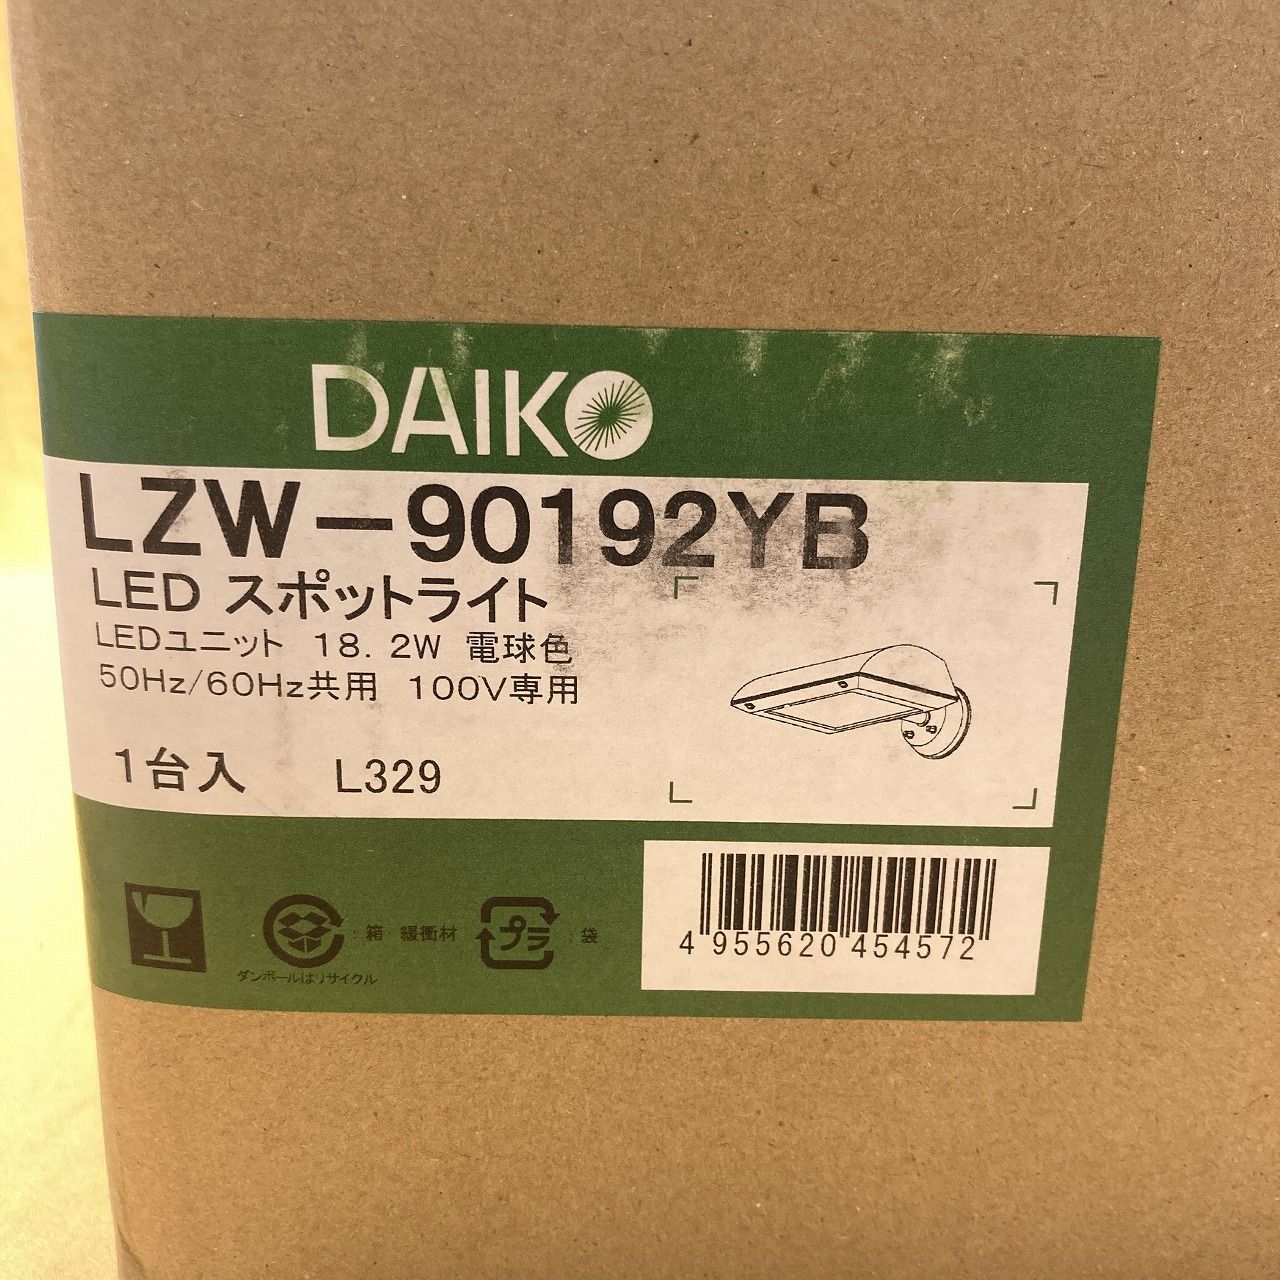 DAIKO
LZW-90192YB
LED スポットライト
LEDユニット 18.2W 電球色
50Hz/60Hz共用 100V専用
1台入 L329
:箱・緩衝材
プラ :袋
ダンボールはリサイクル
4 955620 454572